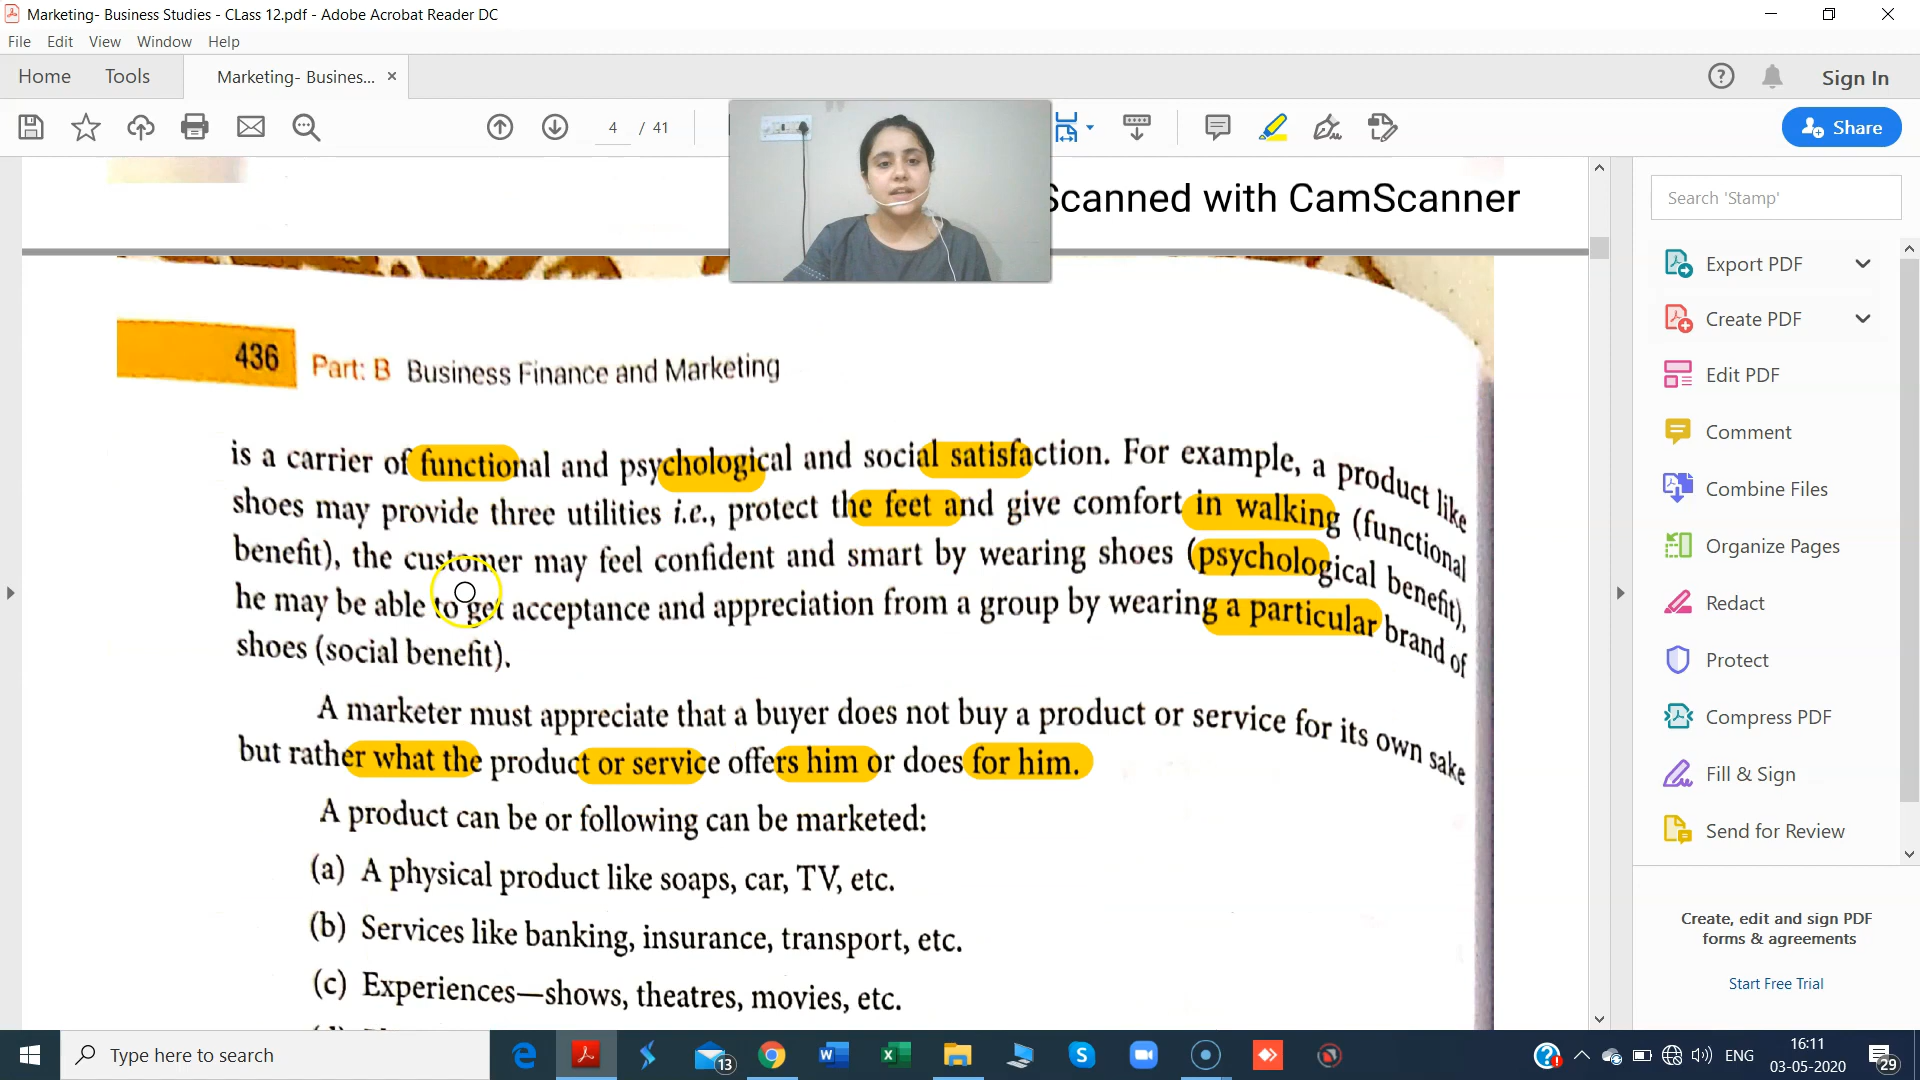 Marketing- Business Studies - CLass 12.pdf - Adobe Acrobat Reader DC
File Edit View Window Help
Home Tools Marketing- Busines... × Sign In
4 / 41 Share
Scanned with CamScanner
Search 'Stamp'
Export PDF
Create PDF
Edit PDF
Comment
Combine Files
Organize Pages
Redact
Protect
Compress PDF
Fill & Sign
Send for Review
Create, edit and sign PDF
forms & agreements
Start Free Trial
436 Part: B Business Finance and Marketing
is a carrier of functional and psychological and social satisfaction. For example, a product like
shoes may provide three utilities i.e., protect the feet and give comfort in walking (functional
benefit), the customer may feel confident and smart by wearing shoes (psychological benefit),
he may be able to get acceptance and appreciation from a group by wearing a particular brand of
shoes (social benefit).
A marketer must appreciate that a buyer does not buy a product or service for its own sake
but rather what the product or service offers him or does for him.
A product can be or following can be marketed:
(a) A physical product like soaps, car, TV, etc.
(b) Services like banking, insurance, transport, etc.
(c) Experiences—shows, theatres, movies, etc.
Type here to search
13
ENG
16:11
03-05-2020
29